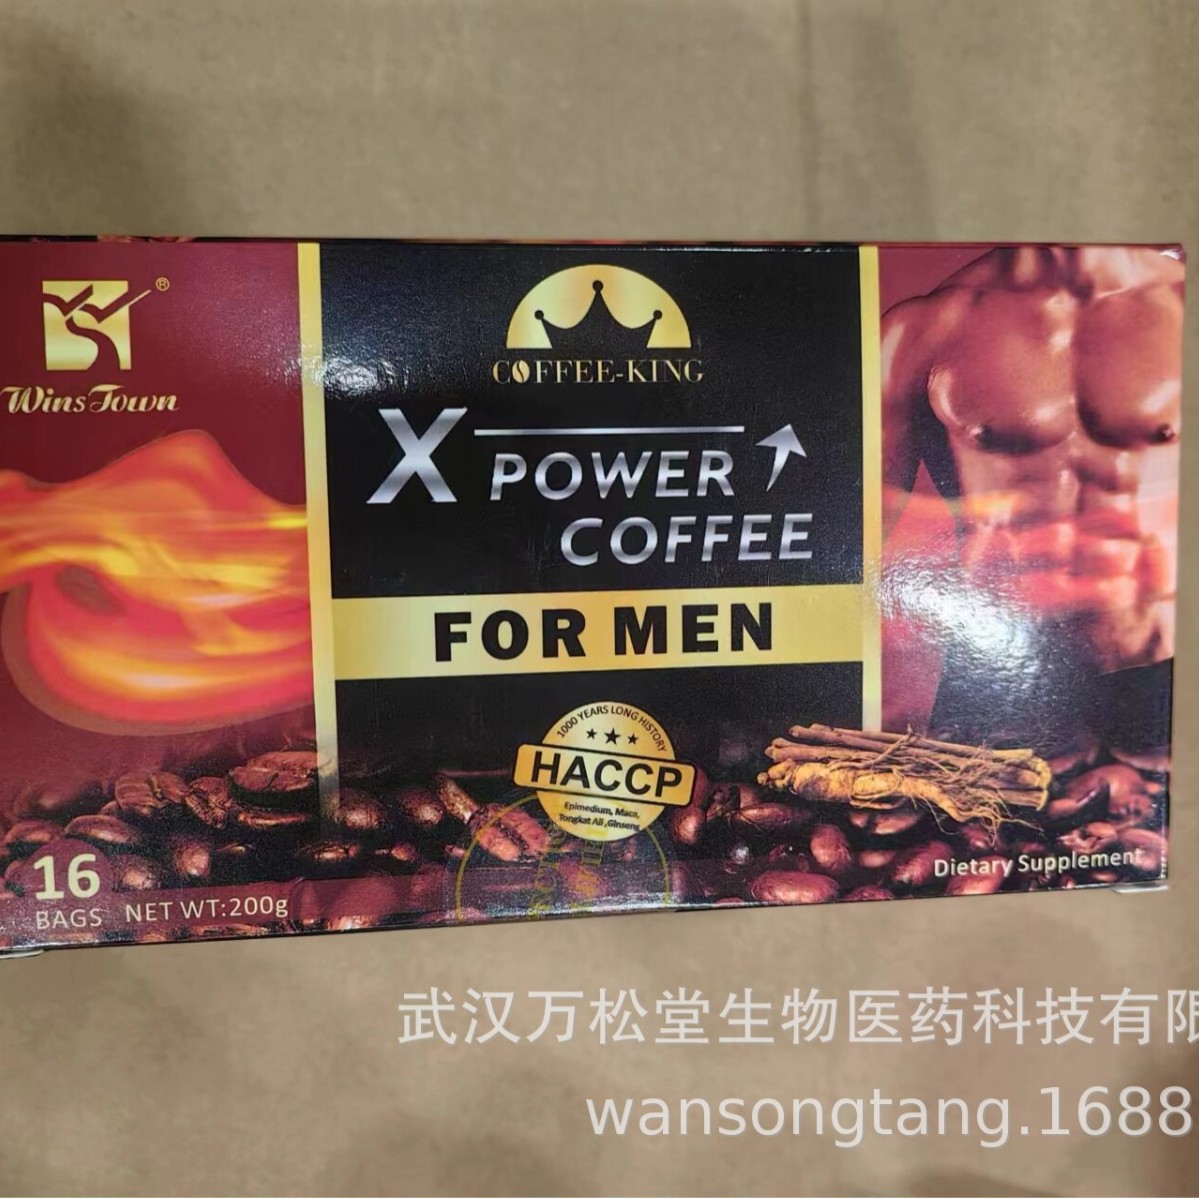 ®
Wins Town
COFFEE-KING
X POWER
COFFEE
FOR MEN
1000 YEARS LONG HISTORY
HACCP
Epimedium, Maca,
Tongkat Ali ,Ginseng
Dietary Supplement
16
BAGS NET WT:200g
武汉万松堂生物医药科技有限
wansongtang.1688